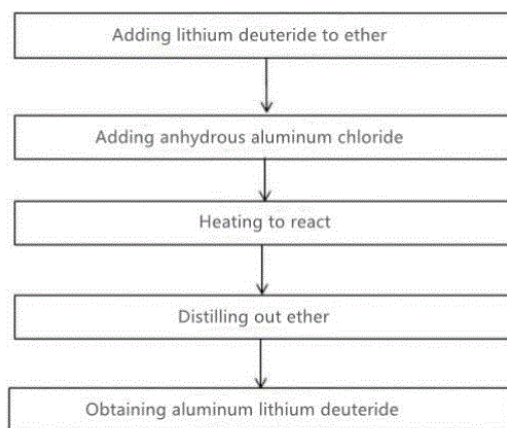 Adding lithium deuteride to ether
Adding anhydrous aluminum chloride
Heating to react
Distilling out ether
Obtaining aluminum lithium deuteride